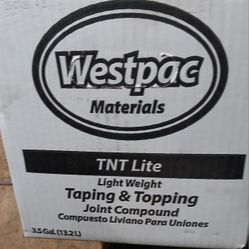 Westpac
Materials
TNT Lite
Light Weight
Taping & Topping
Joint Compound
Compuesto Liviano Para Uniones
3.5 Gal. (13.2 L)